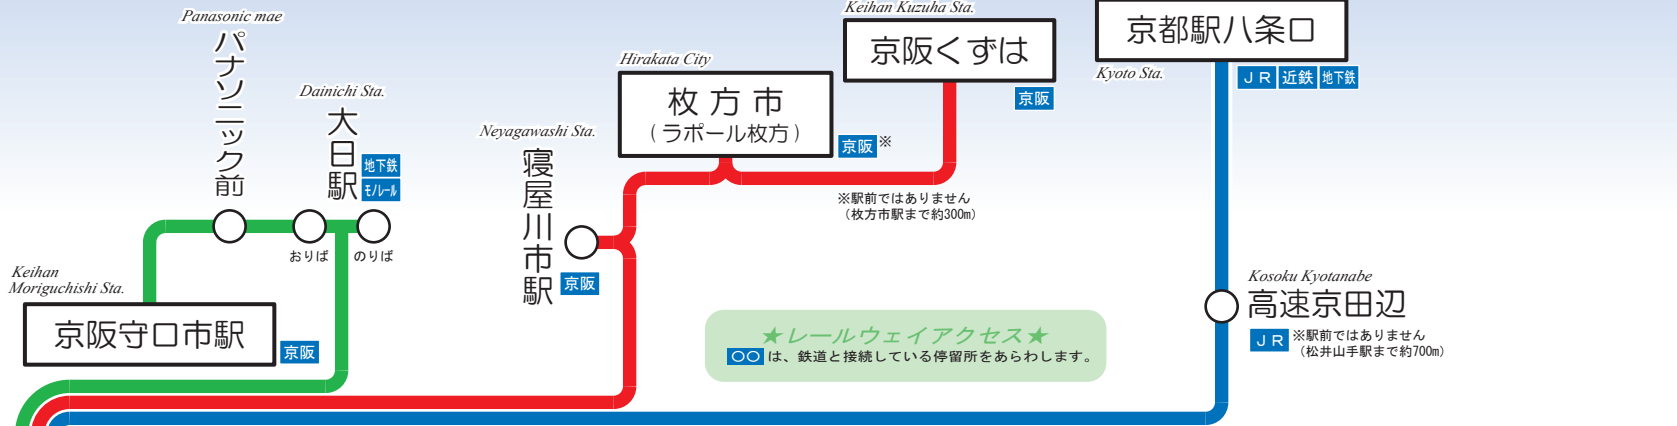 Panasonic mae
パナソニック前
Dainichi Sta.
大日駅
地下鉄
モノレール
おりば
のりば
Keihan
Moriguchishi Sta.
京阪守口市駅
京阪
Neyagawashi Sta.
寝屋川市駅
京阪
Hirakata City
枚方市
(ラポール枚方)
京阪※
Keihan Kuzuha Sta.
京阪くずは
京阪
※駅前ではありません
(枚方市駅まで約300m)
京都駅八条口
Kyoto Sta.
JR 近鉄 地下鉄
Kosoku Kyotanabe
高速京田辺
JR ※駅前ではありません
(松井山手駅まで約700m)
★レールウェイアクセス★
○○は、鉄道と接続している停留所をあらわします。